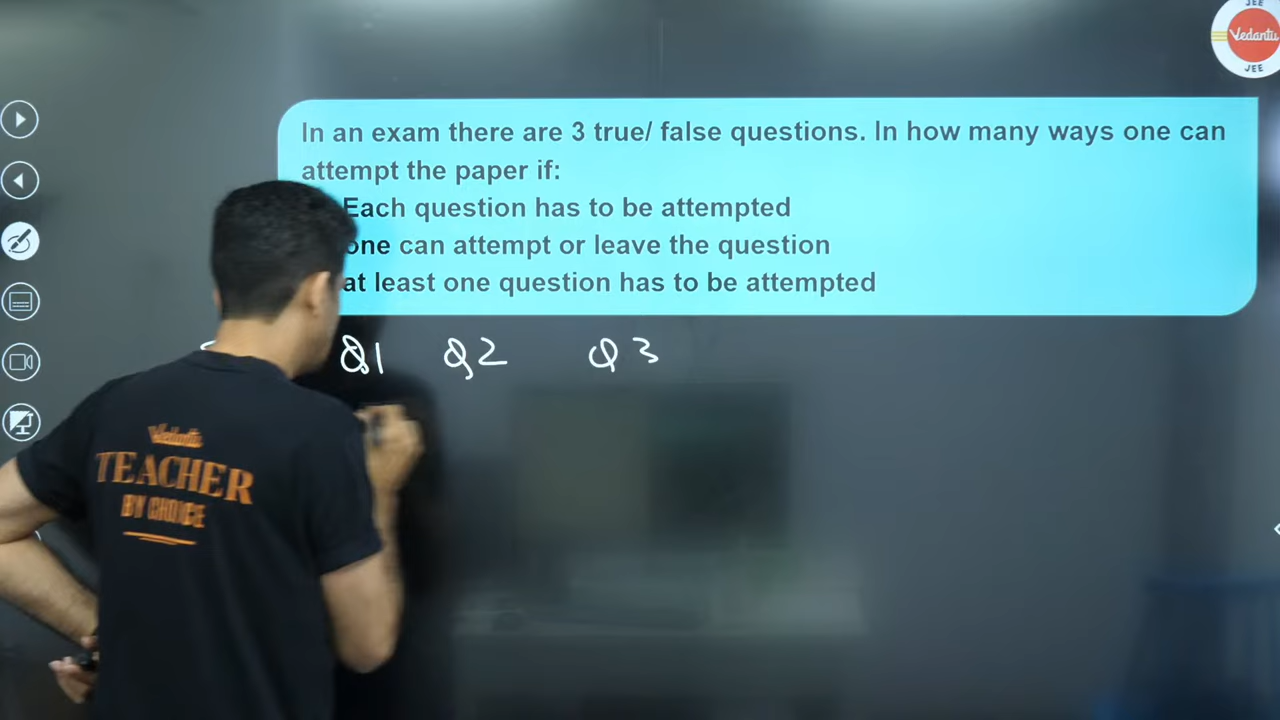 JEE
Vedantu
JEE
In an exam there are 3 true/ false questions. In how many ways one can
attempt the paper if:
Each question has to be attempted
one can attempt or leave the question
at least one question has to be attempted
Q1 Q2 Q3
Vedantu
TEACHER
BY CHOICE